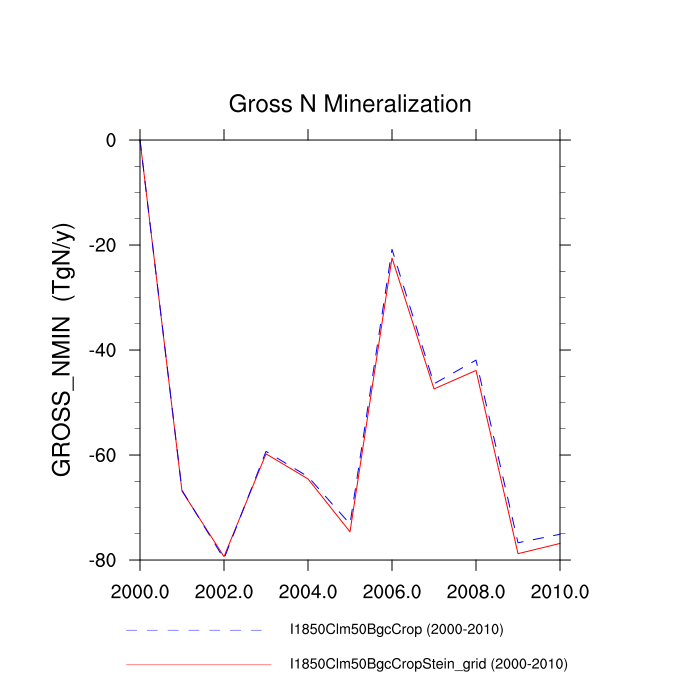 Gross N Mineralization
GROSS_NMIN (TgN/y)
0
-20
-40
-60
-80
2000.0 2002.0 2004.0 2006.0 2008.0 2010.0
I1850Clm50BgcCrop (2000-2010)
I1850Clm50BgcCropStein_grid (2000-2010)